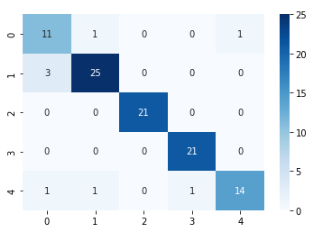 25
0 11 1 0 0 1
20
1 3 25 0 0 0
15
2 0 0 21 0 0
10
3 0 0 0 21 0
5
4 1 1 0 1 14
0
0 1 2 3 4